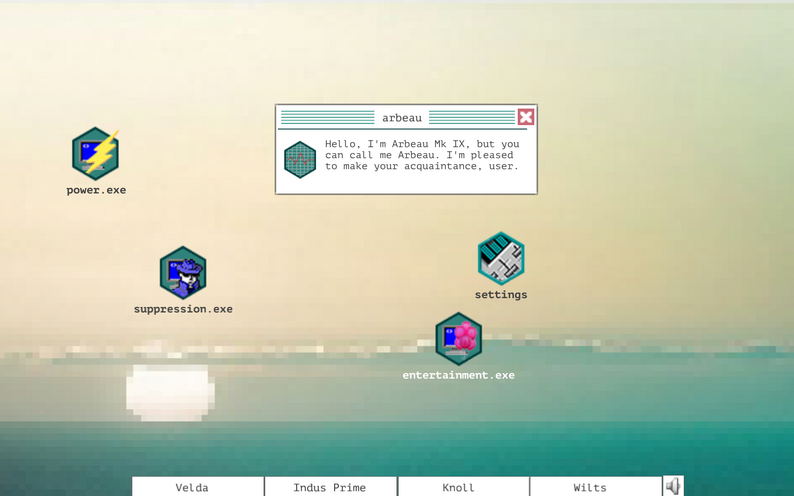 arbeau
Hello, I'm Arbeau Mk IX, but you
can call me Arbeau. I'm pleased
to make your acquaintance, user.
power.exe
settings
suppression.exe
entertainment.exe
Velda
Indus Prime
Knoll
Wilts